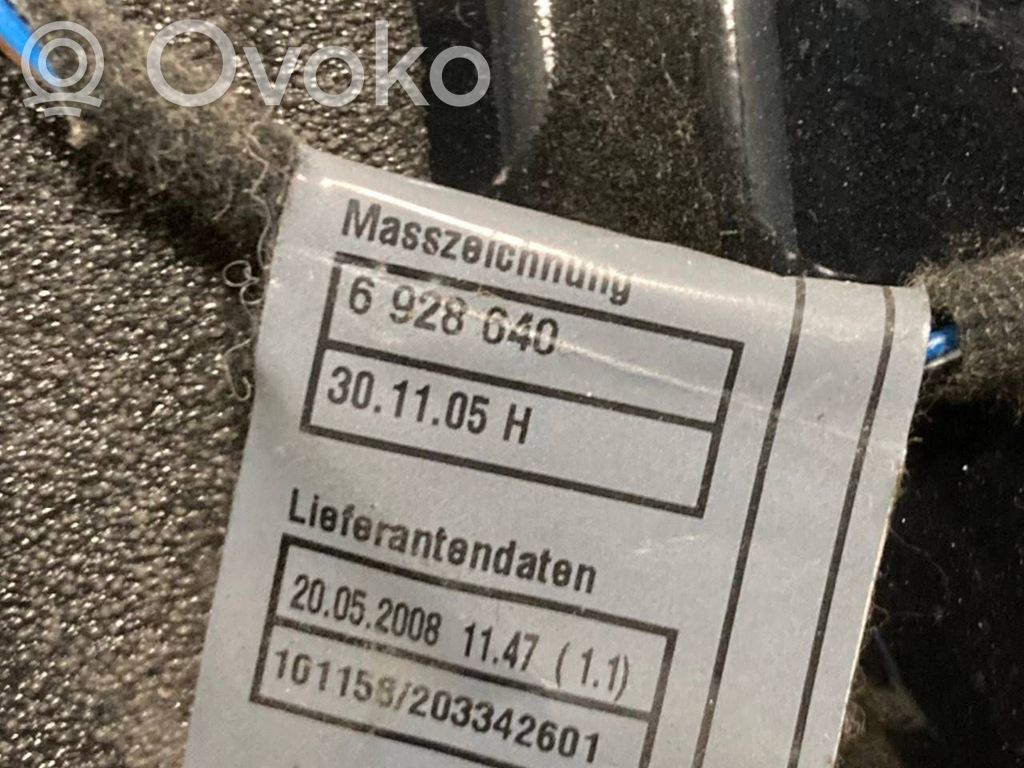 Ovoko
Masszeichnung
6 928 640
30.11.05 H
Lieferantendaten
20.05.2008 11.47 (1.1)
101158/203342601